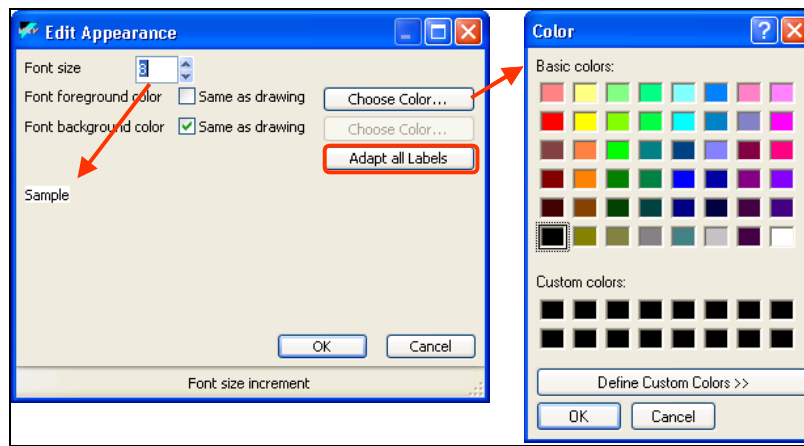 Edit Appearance
Font size 8
Font foreground color Same as drawing Choose Color...
Font background color Same as drawing Choose Color...
Adapt all Labels
Sample
OK Cancel
Font size increment
Color
Basic colors:
Custom colors:
Define Custom Colors >>
OK Cancel